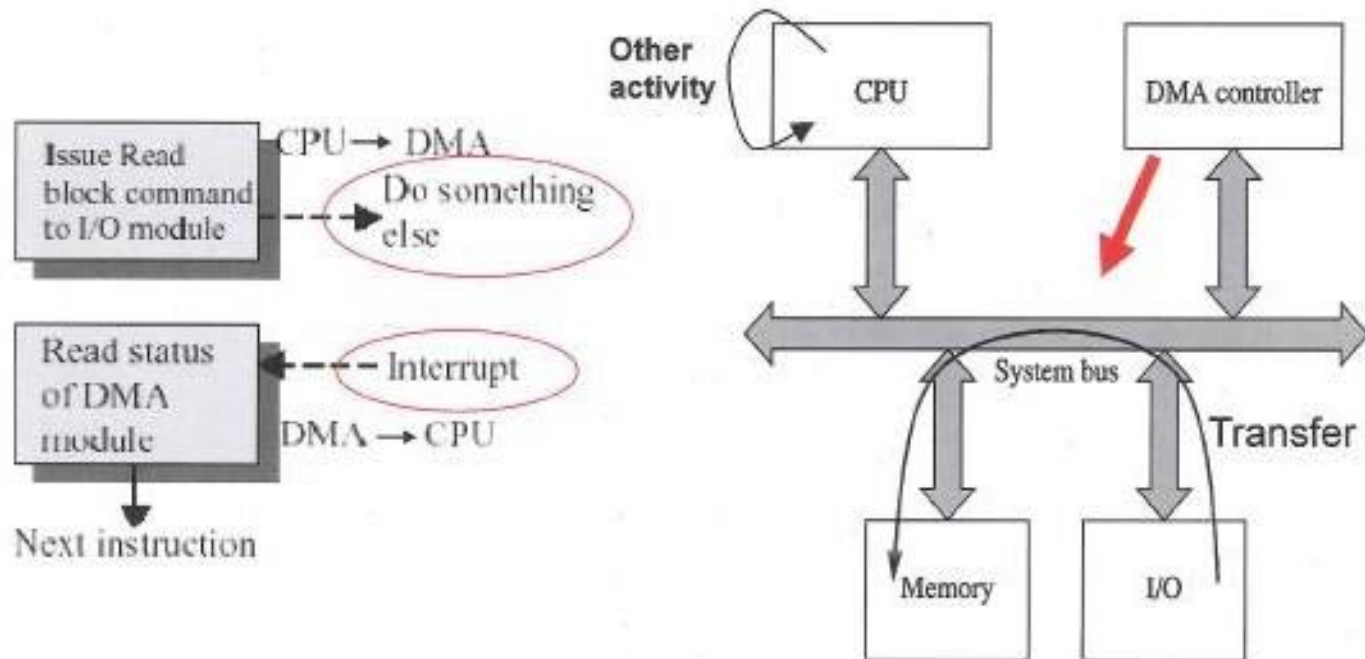 Issue Read
block command
to I/O module
CPU → DMA
Do something
else
Read status
of DMA
module
Interrupt
DMA → CPU
Next instruction
Other
activity
CPU
DMA controller
System bus
Transfer
Memory
I/O